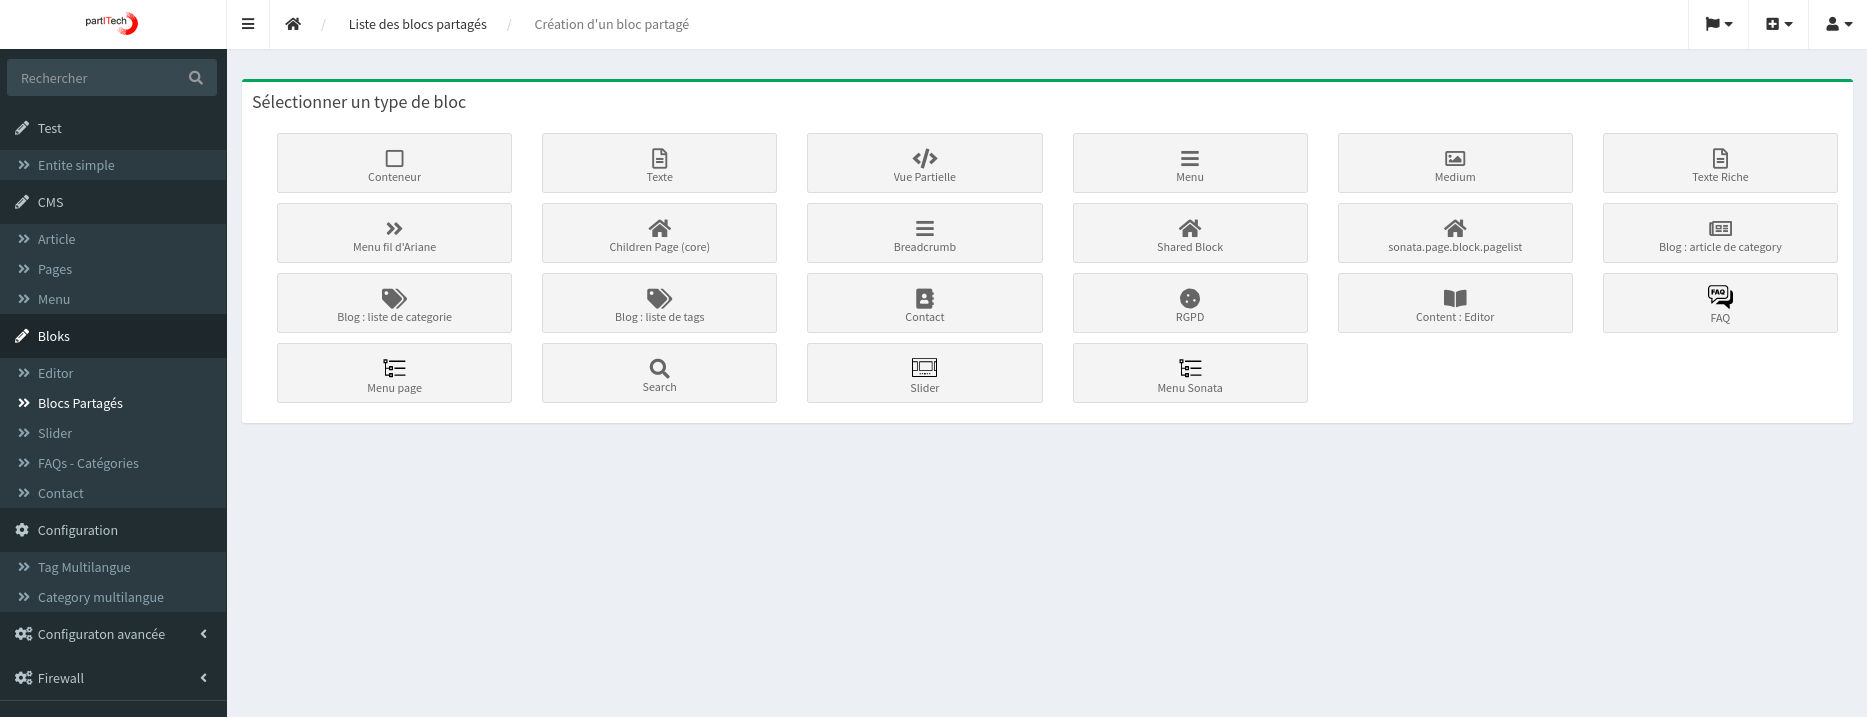 partITech
/ Liste des blocs partagés / Création d'un bloc partagé
Rechercher
Test
Entite simple
CMS
Article
Pages
Menu
Bloks
Editor
Blocs Partagés
Slider
FAQs - Catégories
Contact
Configuration
Tag Multilangue
Category multilangue
Configuraton avancée
Firewall
Sélectionner un type de bloc
Conteneur
Texte
Vue Partielle
Menu
Medium
Texte Riche
Menu fil d'Ariane
Children Page (core)
Breadcrumb
Shared Block
sonata.page.block.pagelist
Blog : article de category
Blog : liste de categorie
Blog : liste de tags
Contact
RGPD
Content : Editor
FAQ
FAQ
Menu page
Search
Slider
Menu Sonata